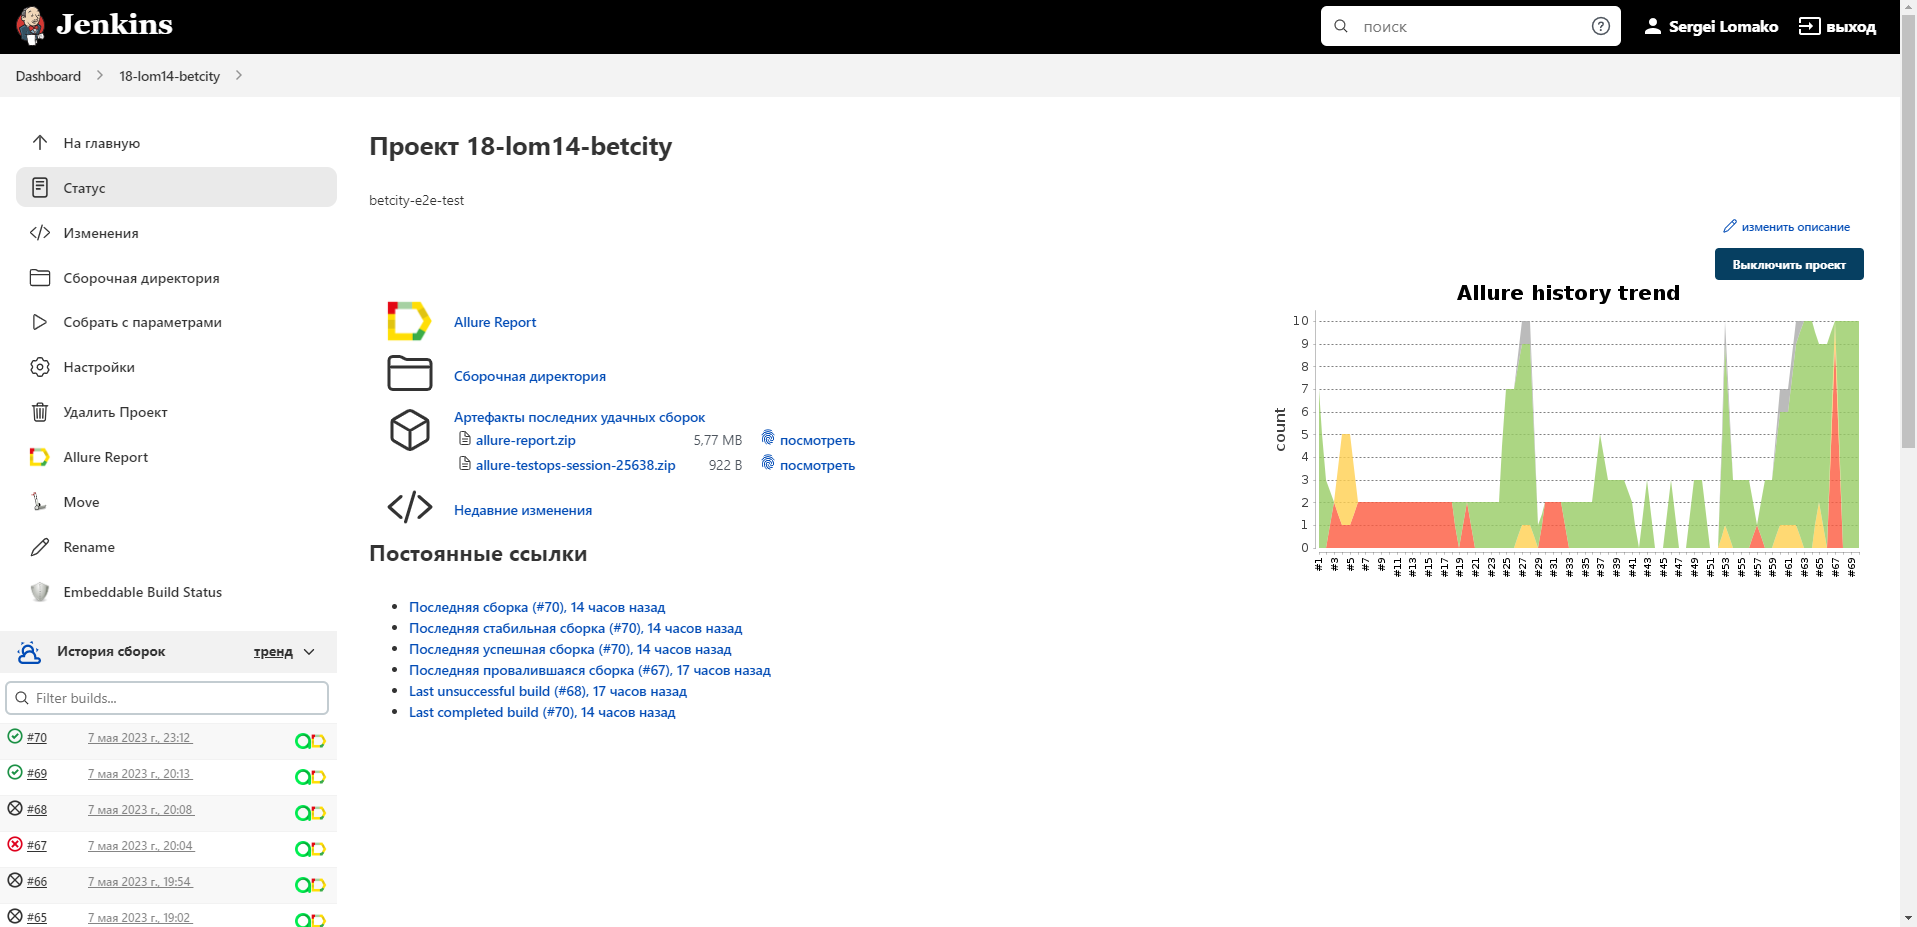 Jenkins
поиск
Sergei Lomako
выход
Dashboard
18-lom14-betcity
На главную
Статус
Изменения
Сборочная директория
Собрать с параметрами
Настройки
Удалить Проект
Allure Report
Move
Rename
Embeddable Build Status
История сборок
тренд
Filter builds...
#70 7 мая 2023 г., 23:12
#69 7 мая 2023 г., 20:13
#68 7 мая 2023 г., 20:08
#67 7 мая 2023 г., 20:04
#66 7 мая 2023 г., 19:54
#65 7 мая 2023 г., 19:02
Проект 18-lom14-betcity
betcity-e2e-test
изменить описание
Выключить проект
Allure Report
Сборочная директория
Артефакты последних удачных сборок
allure-report.zip 5,77 MB посмотреть
allure-testops-session-25638.zip 922 B посмотреть
Недавние изменения
Постоянные ссылки
Последняя сборка (#70), 14 часов назад
Последняя стабильная сборка (#70), 14 часов назад
Последняя успешная сборка (#70), 14 часов назад
Последняя провалившаяся сборка (#67), 17 часов назад
Last unsuccessful build (#68), 17 часов назад
Last completed build (#70), 14 часов назад
Allure history trend
count
10
9
8
7
6
5
4
3
2
1
0
#1 #3 #5 #7 #9 #11 #13 #15 #17 #19 #21 #23 #25 #27 #29 #31 #33 #35 #37 #39 #41 #43 #45 #47 #49 #51 #53 #55 #57 #59 #61 #63 #65 #67 #69